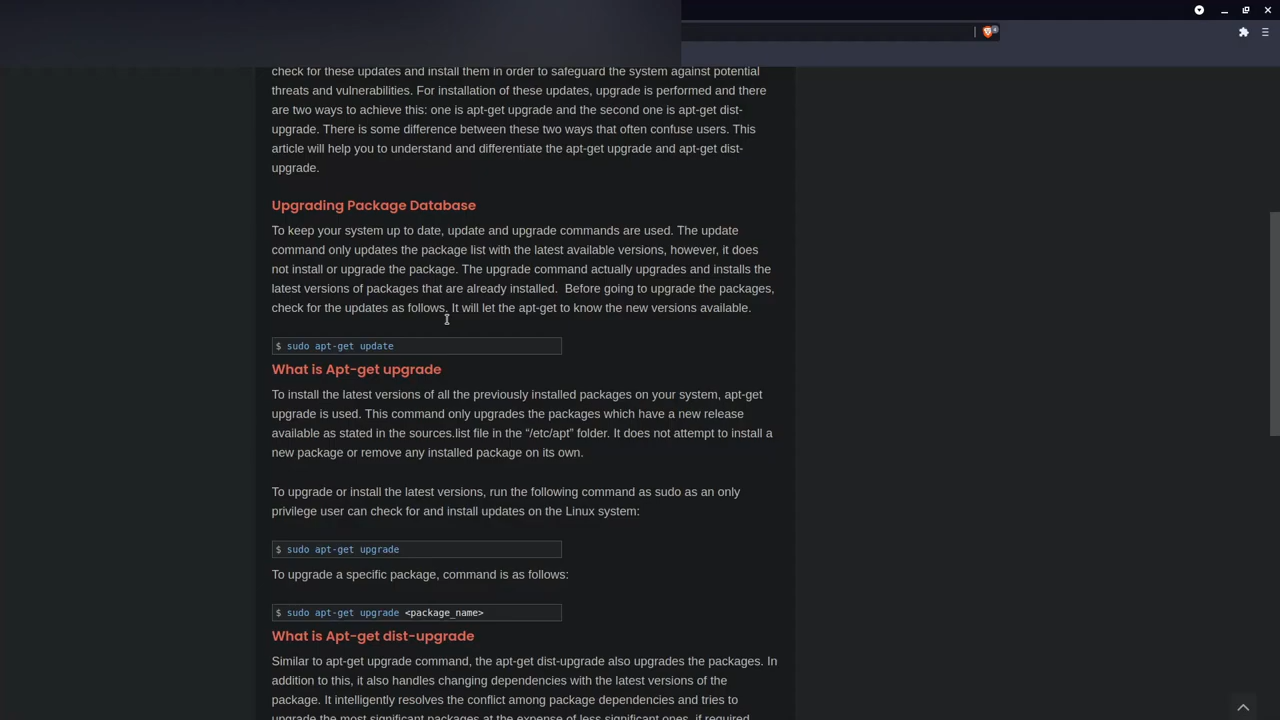 check for these updates and install them in order to safeguard the system against potential
threats and vulnerabilities. For installation of these updates, upgrade is performed and there
are two ways to achieve this: one is apt-get upgrade and the second one is apt-get dist-
upgrade. There is some difference between these two ways that often confuse users. This
article will help you to understand and differentiate the apt-get upgrade and apt-get dist-
upgrade.
Upgrading Package Database
To keep your system up to date, update and upgrade commands are used. The update
command only updates the package list with the latest available versions, however, it does
not install or upgrade the package. The upgrade command actually upgrades and installs the
latest versions of packages that are already installed.  Before going to upgrade the packages,
check for the updates as follows. It will let the apt-get to know the new versions available.
$ sudo apt-get update
What is Apt-get upgrade
To install the latest versions of all the previously installed packages on your system, apt-get
upgrade is used. This command only upgrades the packages which have a new release
available as stated in the sources.list file in the “/etc/apt” folder. It does not attempt to install a
new package or remove any installed package on its own.
To upgrade or install the latest versions, run the following command as sudo as an only
privilege user can check for and install updates on the Linux system:
$ sudo apt-get upgrade
To upgrade a specific package, command is as follows:
$ sudo apt-get upgrade <package_name>
What is Apt-get dist-upgrade
Similar to apt-get upgrade command, the apt-get dist-upgrade also upgrades the packages. In
addition to this, it also handles changing dependencies with the latest versions of the
package. It intelligently resolves the conflict among package dependencies and tries to
upgrade the most significant packages at the expense of less significant ones, if required